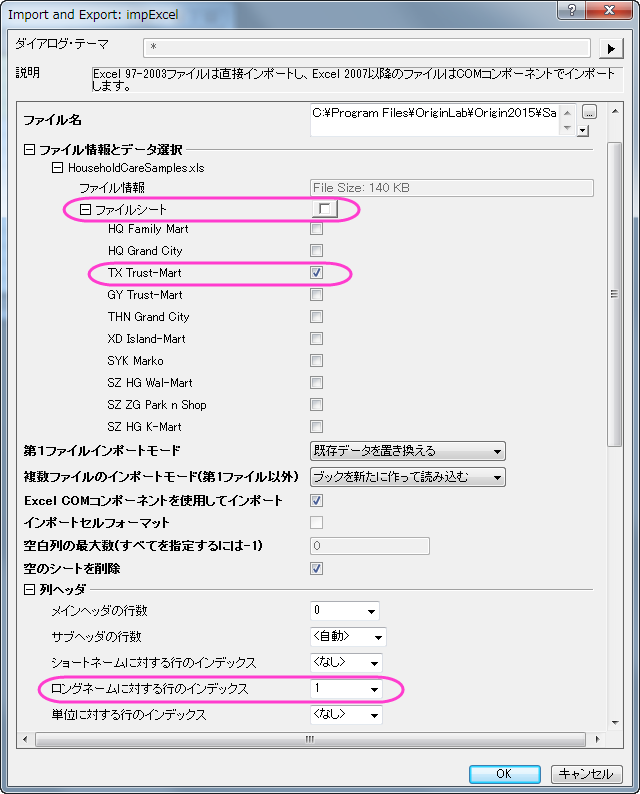 Import and Export: impExcel
ダイアログ・テーマ *
説明 Excel 97-2003ファイルは直接インポートし、Excel 2007以降のファイルはCOMコンポーネントでインポート
します。
ファイル名 C:¥Program Files¥OriginLab¥Origin2015¥Sa ...
ファイル情報とデータ選択
HouseholdCareSamples.xls
ファイル情報 File Size: 140 KB
ファイルシート
HQ Family Mart
HQ Grand City
TX Trust-Mart
GY Trust-Mart
THN Grand City
XD Island-Mart
SYK Marko
SZ HG Wal-Mart
SZ ZG Park n Shop
SZ HG K-Mart
第1ファイルインポートモード 既存データを置き換える
複数ファイルのインポートモード(第1ファイル以外) ブックを新たに作って読み込む
Excel COMコンポーネントを使用してインポート
インポートセルフォーマット
空白列の最大数(すべてを指定するには-1) 0
空のシートを削除
列ヘッダ
メインヘッダの行数 0
サブヘッダの行数 <自動>
ショートネームに対する行のインデックス <なし>
ロングネームに対する行のインデックス 1
単位に対する行のインデックス <なし>
OK キャンセル